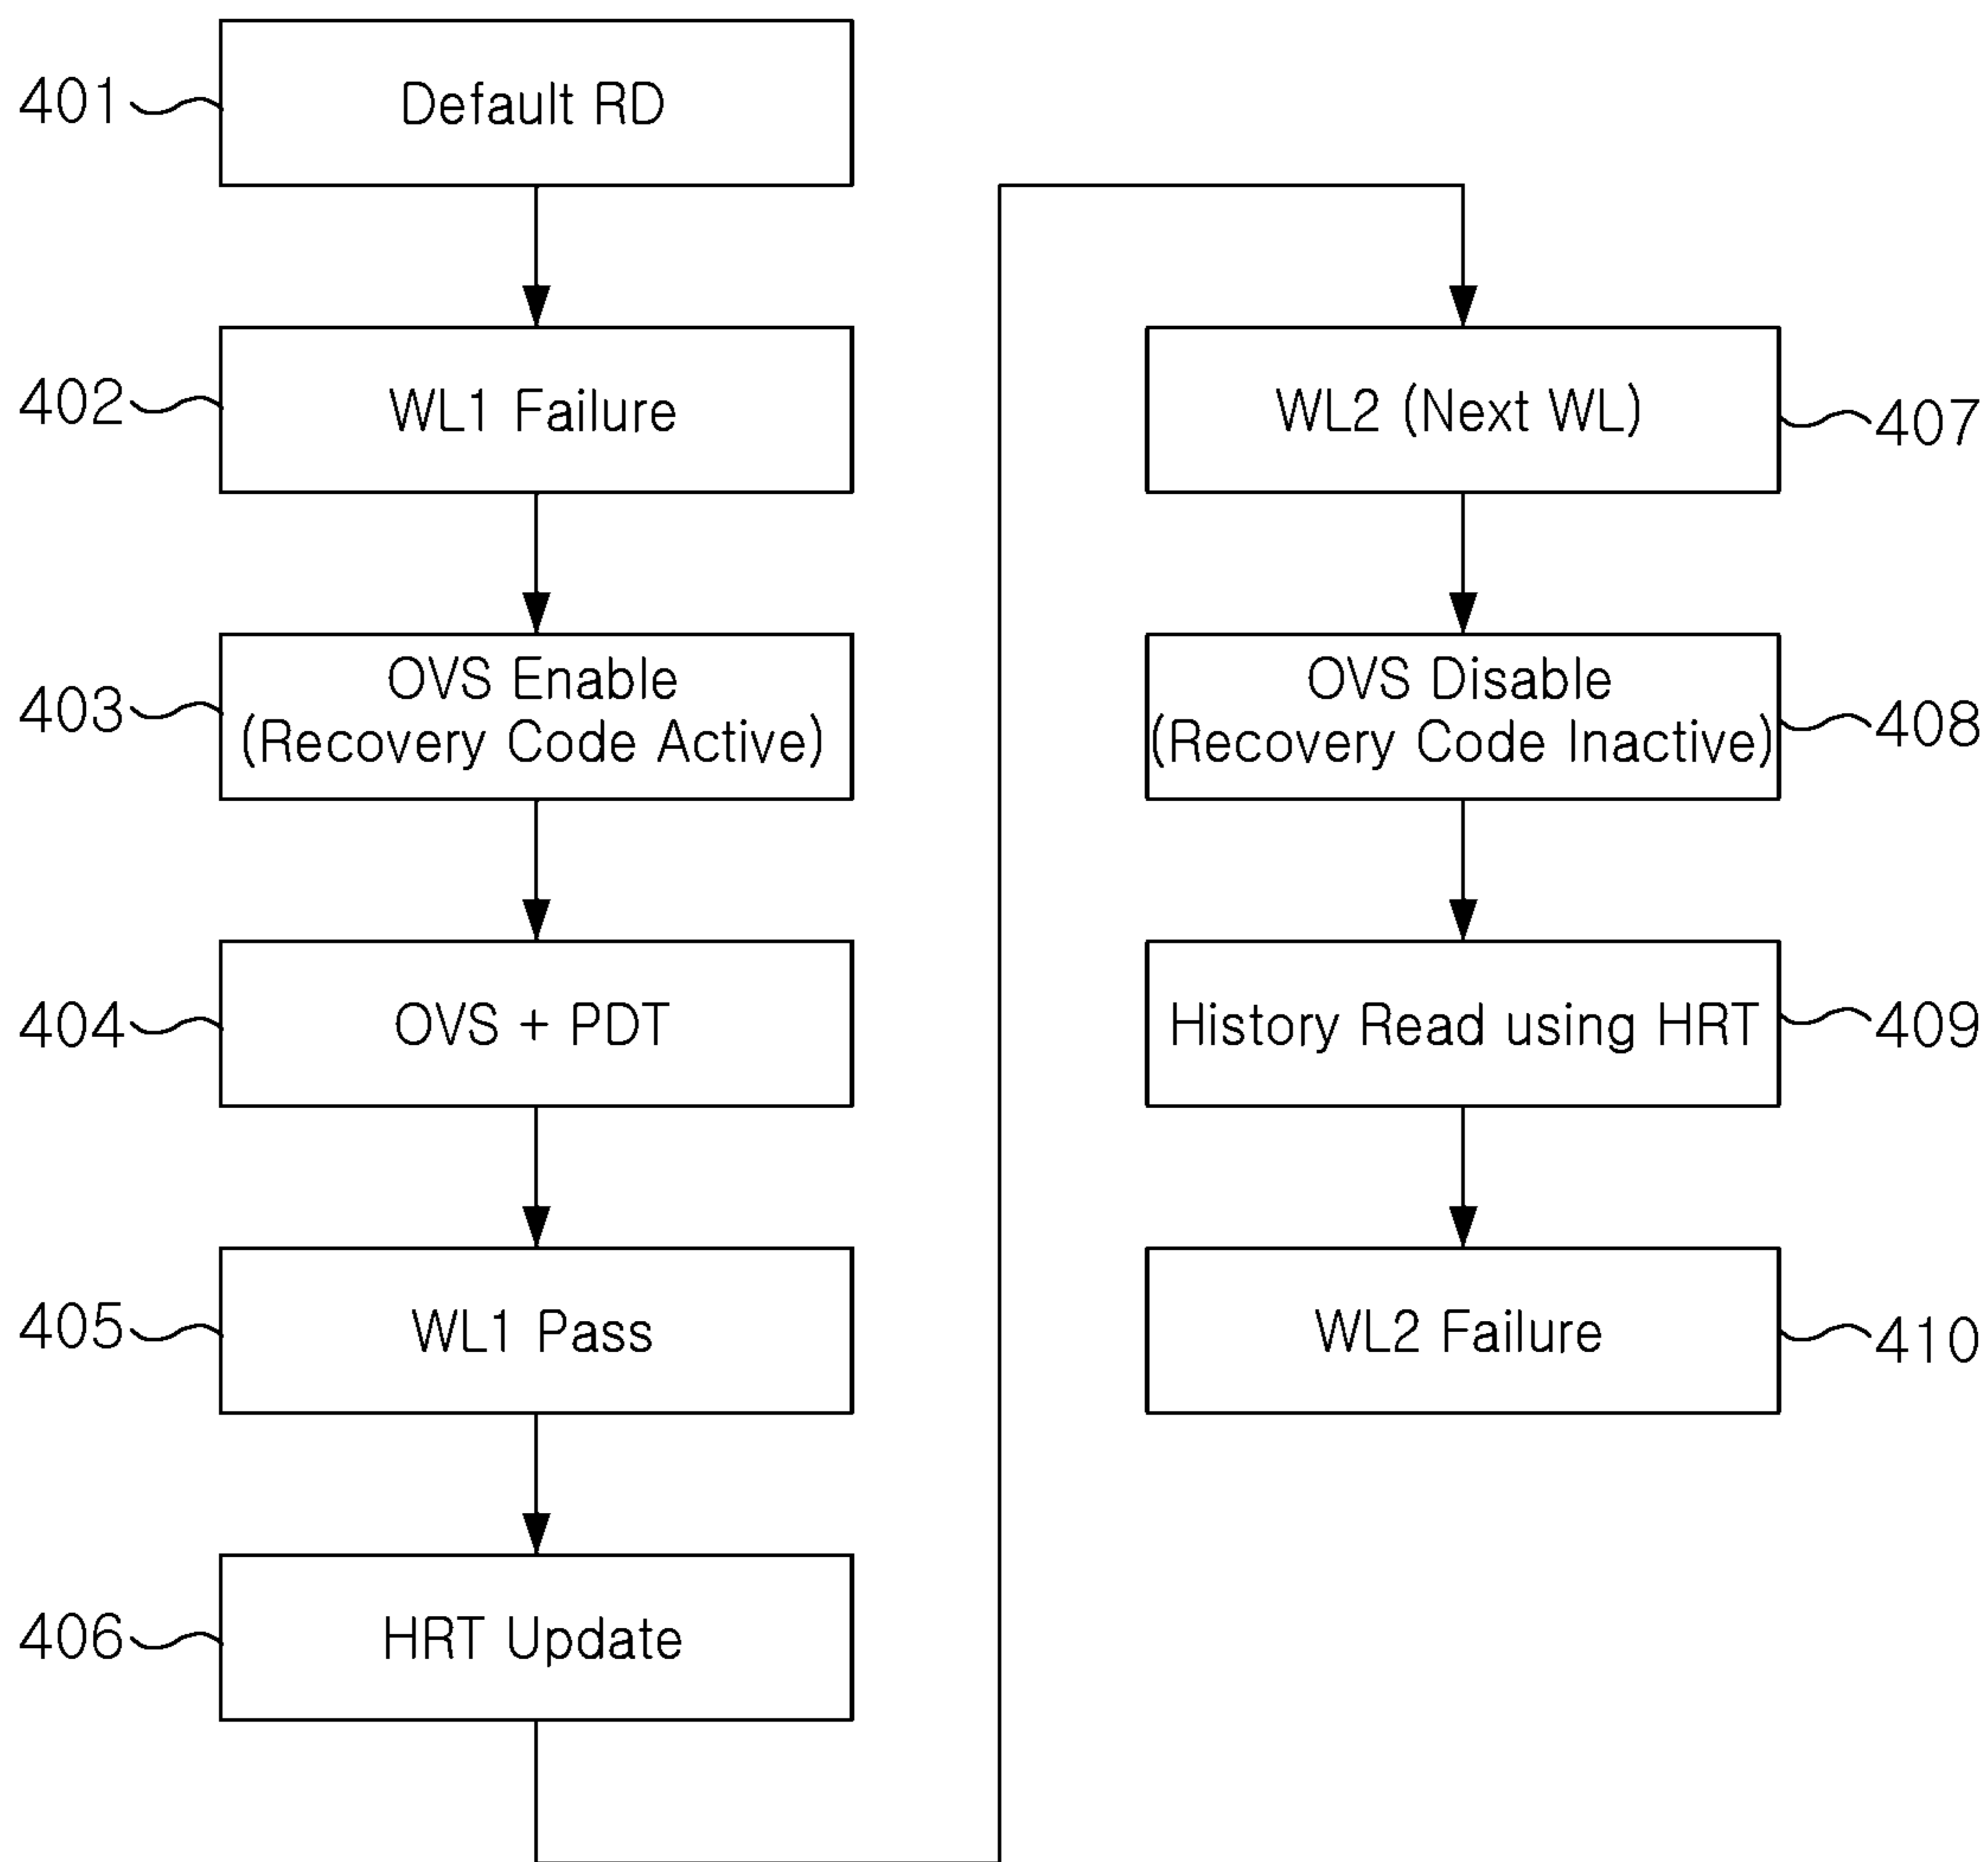 401
Default RD
402
WL1 Failure
403
OVS Enable
(Recovery Code Active)
404
OVS + PDT
405
WL1 Pass
406
HRT Update
WL2 (Next WL)
407
OVS Disable
(Recovery Code Inactive)
408
History Read using HRT
409
WL2 Failure
410